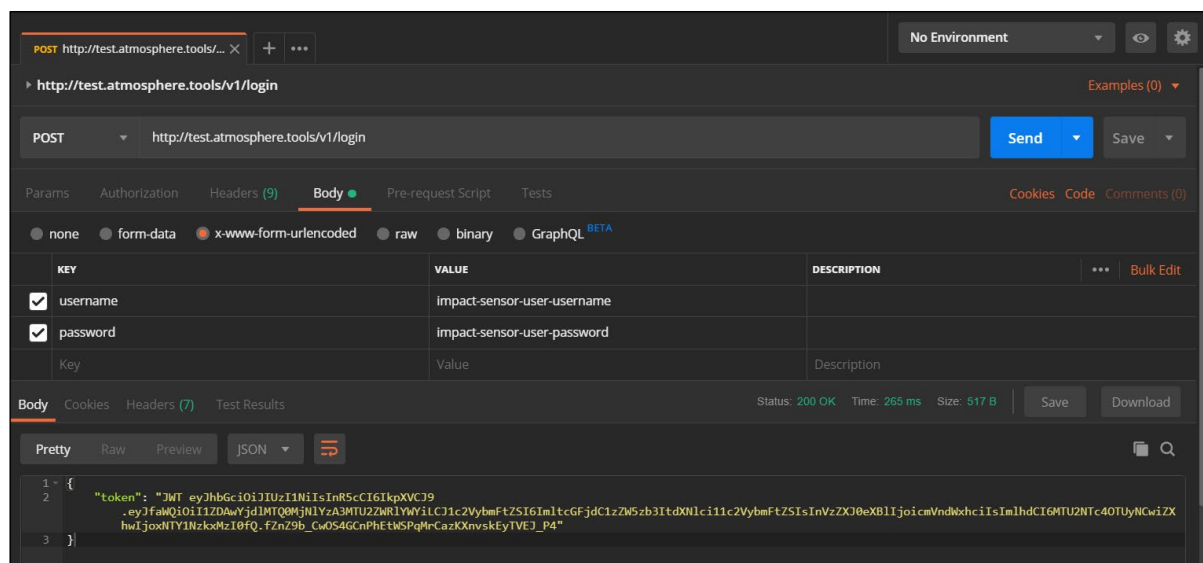 POST http://test.atmosphere.tools/... × + ••• No Environment
http://test.atmosphere.tools/v1/login Examples (0)
POST http://test.atmosphere.tools/v1/login Send Save
Params Authorization Headers (9) Body Pre-request Script Tests Cookies Code Comments (0)
none form-data x-www-form-urlencoded raw binary GraphQL BETA
KEY VALUE DESCRIPTION ••• Bulk Edit
username impact-sensor-user-username
password impact-sensor-user-password
Key Value Description
Body Cookies Headers (7) Test Results Status: 200 OK Time: 265 ms Size: 517 B Save Download
Pretty Raw Preview JSON
1 {
2 "token": "JWT eyJhbGciOiJIUzI1NiIsInR5cCI6IkpXVCJ9
.eyJfaWQiOiI1ZDAwYjdlMTQ0MjNlYzA3MTU2ZWRlYWYiLCJ1c2VybmFtZSI6ImltcGFjdC1zZW5zb3ItdXNlci11c2VybmFtZSIsInVzZXJ0eXBlIjoicmVndWxhciIsImlhdCI6MTU2NTc4OTUyNCwiZX
hwIjoxNTY1NzkxMzI0fQ.fZnZ9b_CwOS4GCnPhEtWSPqMrCazKXnvskEyTVEJ_P4"
3 }